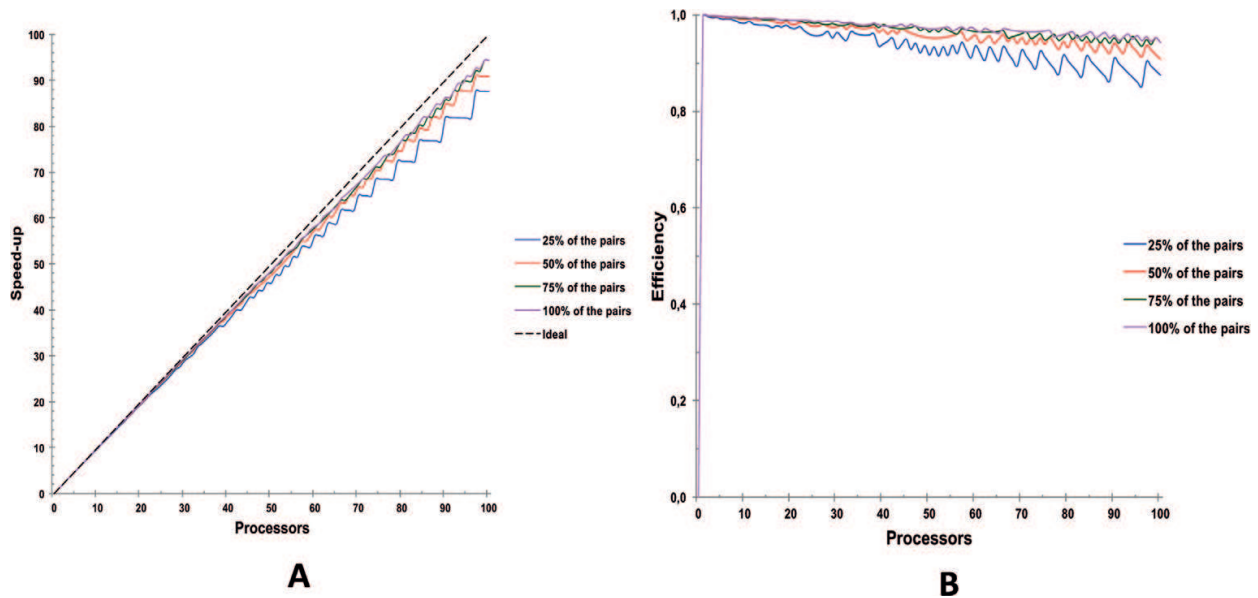 100
90
80
70
60
50
40
30
20
10
0
Speed-up
0 10 20 30 40 50 60 70 80 90 100
Processors
25% of the pairs
50% of the pairs
75% of the pairs
100% of the pairs
Ideal
A
1,0
0,8
0,6
0,4
0,2
0,0
Efficiency
0 10 20 30 40 50 60 70 80 90 100
Processors
25% of the pairs
50% of the pairs
75% of the pairs
100% of the pairs
B